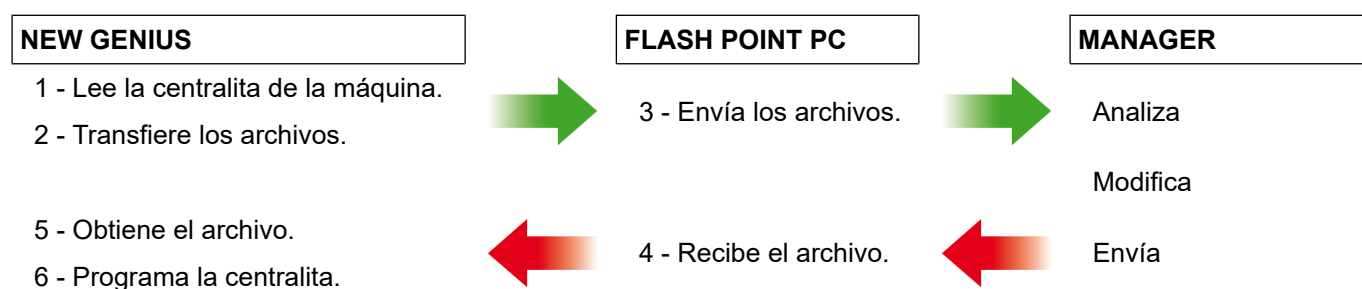 NEW GENIUS
FLASH POINT PC
MANAGER
1 - Lee la centralita de la máquina.
2 - Transfiere los archivos.
3 - Envía los archivos.
Analiza
Modifica
5 - Obtiene el archivo.
6 - Programa la centralita.
4 - Recibe el archivo.
Envía